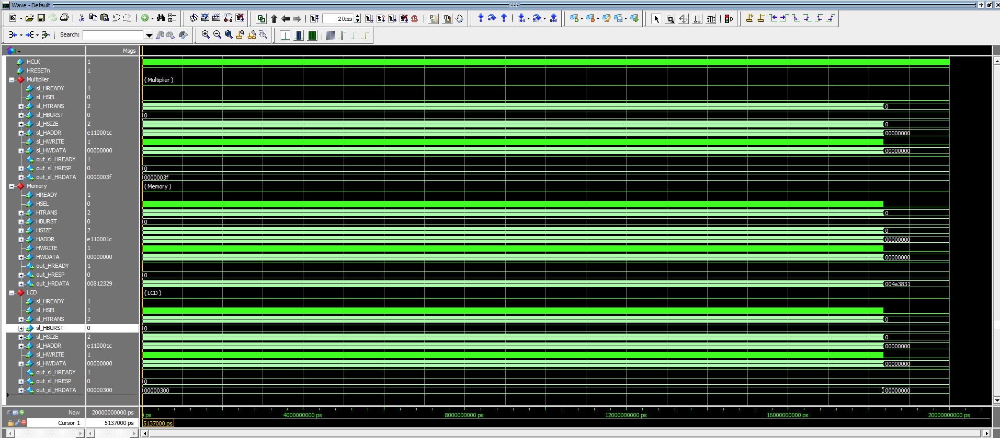 Wave - Default
20ms
Search:
Msgs
HCLK 1
HRESETn 1
Multiplier ( Multiplier )
sl_HREADY 1
sl_HSEL 0
sl_HTRANS 2 0
sl_HBURST 0 0
sl_HSIZE 2 0
sl_HADDR e110001c 00000000
sl_HWRITE 1
sl_HWDATA 00000000 00000000
out_sl_HREADY 1
out_sl_HRESP 0 0
out_sl_HRDATA 0000003f 0000003f
Memory ( Memory )
HREADY 1
HSEL 0
HTRANS 2 0
HBURST 0 0
HSIZE 2 0
HADDR e110001c 00000000
HWRITE 1
HWDATA 00000000 00000000
out_HREADY 1
out_HRESP 0 0
out_HRDATA 00812329 004a3831
LCD ( LCD )
sl_HREADY 1
sl_HSEL 1
sl_HTRANS 2 0
sl_HBURST 0 0
sl_HSIZE 2 0
sl_HADDR e110001c 00000000
sl_HWRITE 1
sl_HWDATA 00000000 00000000
out_sl_HREADY 1
out_sl_HRESP 0 0
out_sl_HRDATA 00000300 00000300 00000000
Now 20000000000 ps 0 ps 4000000000 ps 8000000000 ps 12000000000 ps 16000000000 ps 20000000000 ps
Cursor 1 5137000 ps 5137000 ps